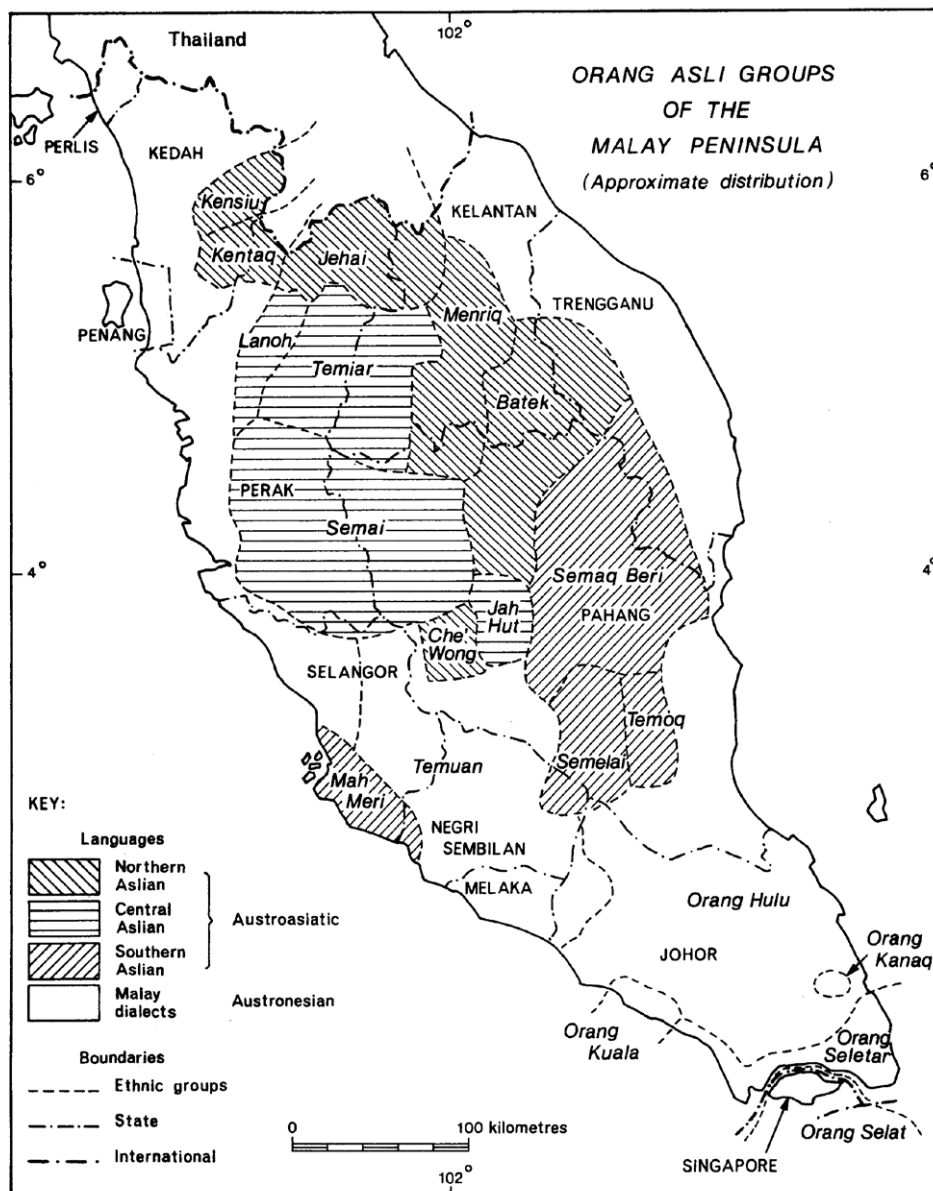 102°
Thailand
ORANG ASLI GROUPS
OF THE
MALAY PENINSULA
(Approximate distribution)
PERLIS
KEDAH
6°
6°
Kensiu
KELANTAN
Kentaq
Jehai
TRENGGANU
PENANG
Menriq
Lanoh
Temiar
Batek
PERAK
Semai
4°
4°
Semaq Beri
Jah
Hut
PAHANG
Che'
Wong
SELANGOR
Temoq
Semelai
Temuan
Mah
Meri
NEGRI
SEMBILAN
MELAKA
Orang Hulu
Orang
Kanaq
JOHOR
Orang
Kuala
Orang
Seletar
Orang Selat
SINGAPORE
KEY:
Languages
Northern
Aslian
Central
Aslian
Austroasiatic
Southern
Aslian
Malay
dialects
Austronesian
Boundaries
Ethnic groups
State
International
0 100 kilometres
102°